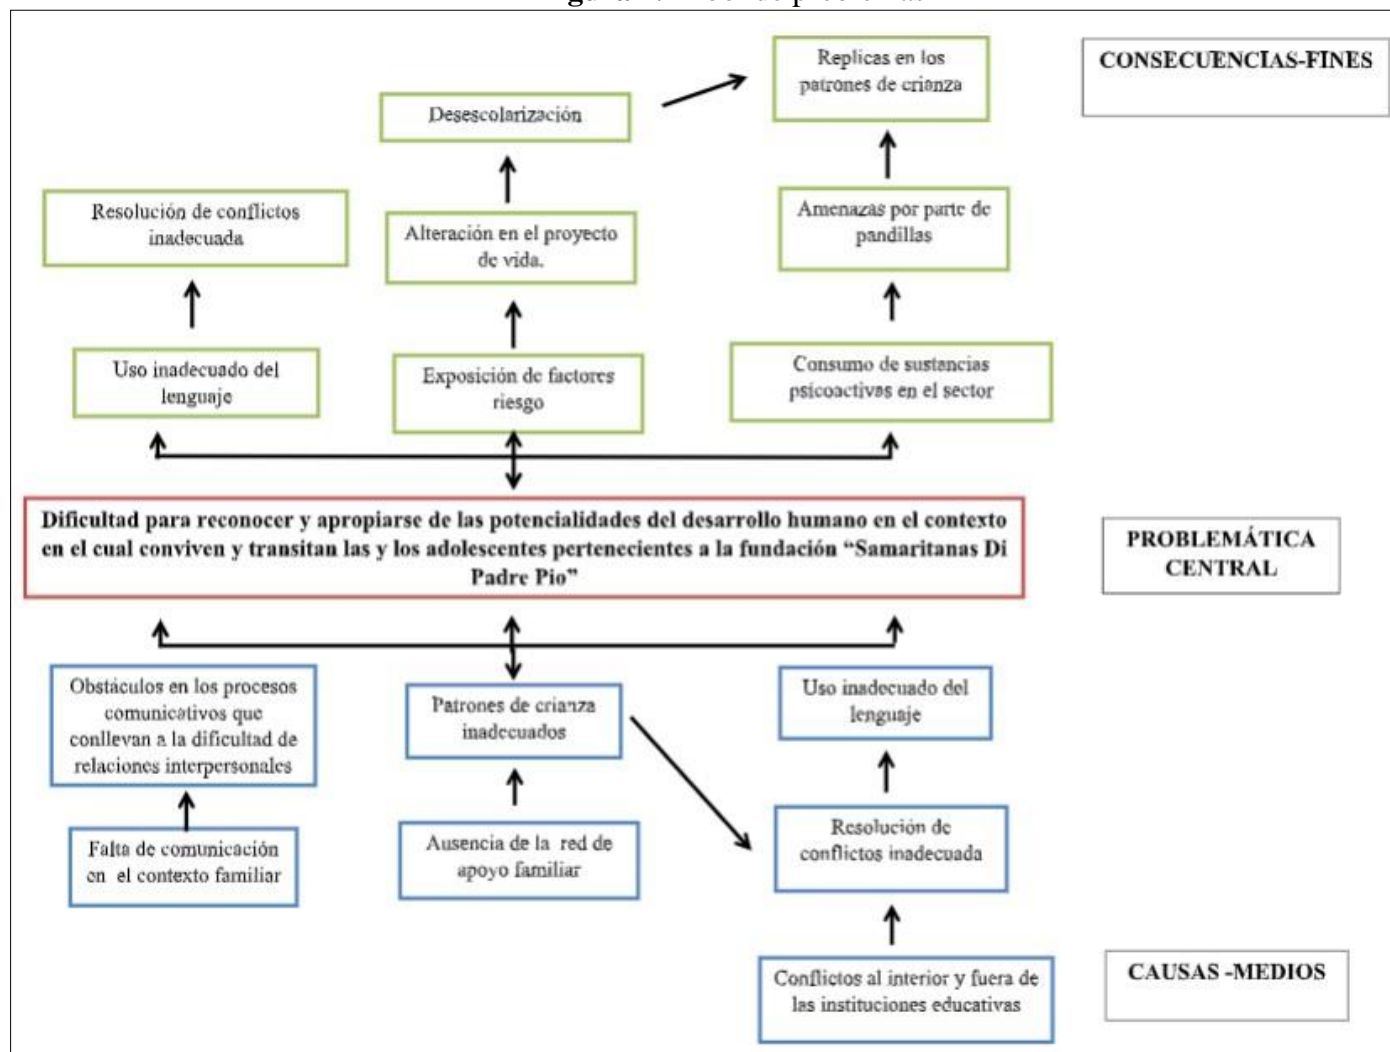 Replicas en los
patrones de crianza
CONSECUENCIAS-FINES
Desescolarización
Resolución de conflictos
inadecuada
Alteración en el proyecto
de vida.
Amenazas por parte de
pandillas
Uso inadecuado del
lenguaje
Exposición de factores
riesgo
Consumo de sustancias
psicoactivas en el sector
Dificultad para reconocer y apropiarse de las potencialidades del desarrollo humano en el contexto
en el cual conviven y transitan las y los adolescentes pertenecientes a la fundación “Samaritanas Di
Padre Pio”
PROBLEMÁTICA
CENTRAL
Obstáculos en los procesos
comunicativos que
conllevan a la dificultad de
relaciones interpersonales
Patrones de crianza
inadecuados
Uso inadecuado del
lenguaje
Falta de comunicación
en el contexto familiar
Ausencia de la red de
apoyo familiar
Resolución de
conflictos inadecuada
Conflictos al interior y fuera de
las instituciones educativas
CAUSAS -MEDIOS